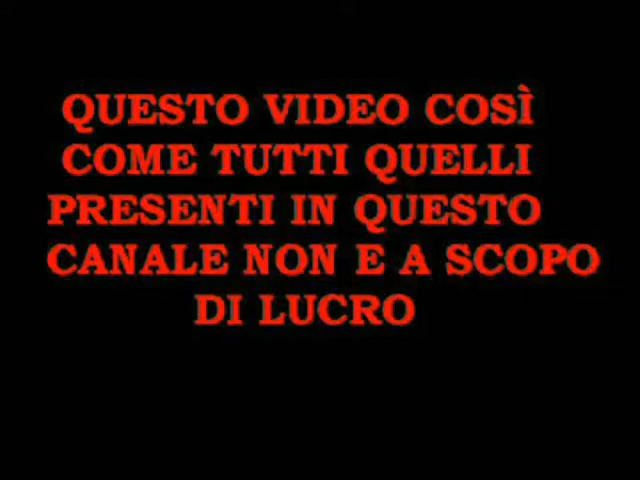 QUESTO VIDEO COSÌ
COME TUTTI QUELLI
PRESENTI IN QUESTO
CANALE NON E A SCOPO
DI LUCRO